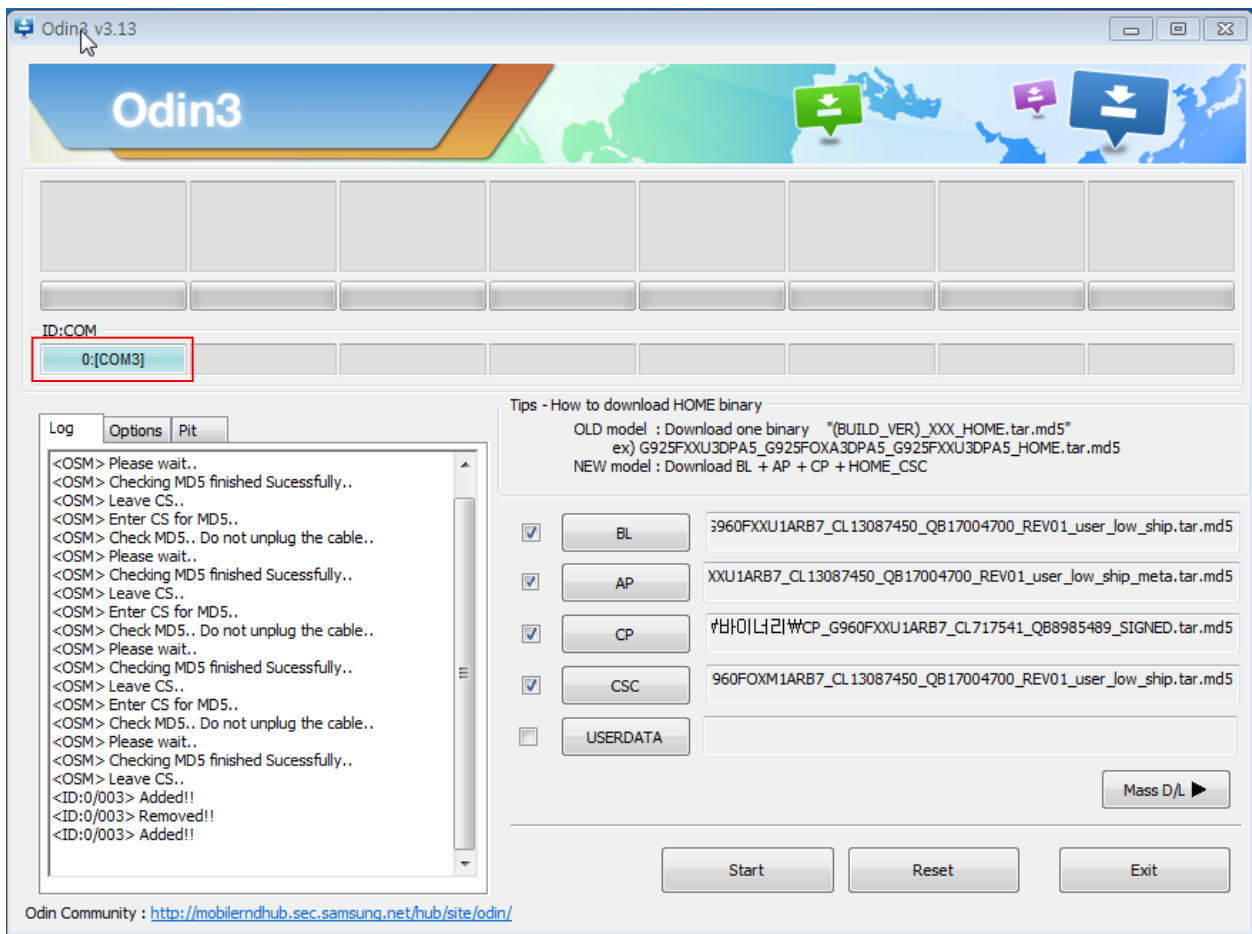 Odin3 v3.13
Odin3
ID:COM
0:[COM3]
Log
Options
Pit
<OSM> Please wait..
<OSM> Checking MD5 finished Sucessfully..
<OSM> Leave CS..
<OSM> Enter CS for MD5..
<OSM> Check MD5.. Do not unplug the cable..
<OSM> Please wait..
<OSM> Checking MD5 finished Sucessfully..
<OSM> Leave CS..
<OSM> Enter CS for MD5..
<OSM> Check MD5.. Do not unplug the cable..
<OSM> Please wait..
<OSM> Checking MD5 finished Sucessfully..
<OSM> Leave CS..
<OSM> Enter CS for MD5..
<OSM> Check MD5.. Do not unplug the cable..
<OSM> Please wait..
<OSM> Checking MD5 finished Sucessfully..
<OSM> Leave CS..
<ID:0/003> Added!!
<ID:0/003> Removed!!
<ID:0/003> Added!!
Tips - How to download HOME binary
OLD model : Download one binary "(BUILD_VER)_XXX_HOME.tar.md5"
ex) G925FXXU3DPA5_G925FOXA3DPA5_G925FXXU3DPA5_HOME.tar.md5
NEW model : Download BL + AP + CP + HOME_CSC
BL
960FXXU1ARB7_CL13087450_QB17004700_REV01_user_low_ship.tar.md5
AP
XXU1ARB7_CL13087450_QB17004700_REV01_user_low_ship_meta.tar.md5
CP
바이너리₩CP_G960FXXU1ARB7_CL717541_QB8985489_SIGNED.tar.md5
CSC
960FOXM1ARB7_CL13087450_QB17004700_REV01_user_low_ship.tar.md5
USERDATA
Mass D/L ▶
Start
Reset
Exit
Odin Community : http://mobilerndhub.sec.samsung.net/hub/site/odin/